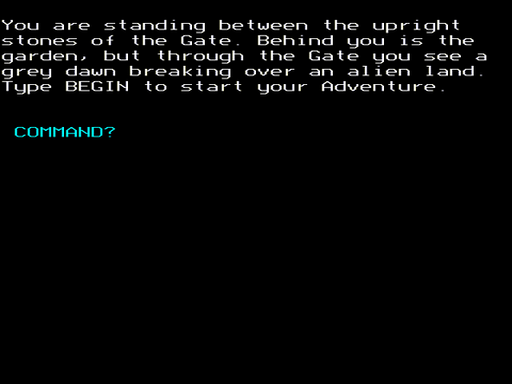 You are standing between the upright
stones of the Gate. Behind you is the
garden, but through the Gate you see a
grey dawn breaking over an alien land.
Type BEGIN to start your Adventure.
COMMAND?